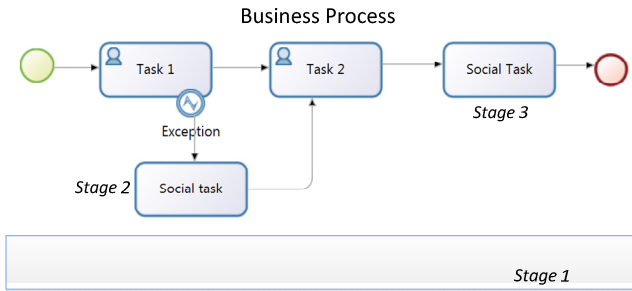 Business Process
Task 1
Task 2
Social Task
Stage 3
Exception
Stage 2
Social task
Stage 1